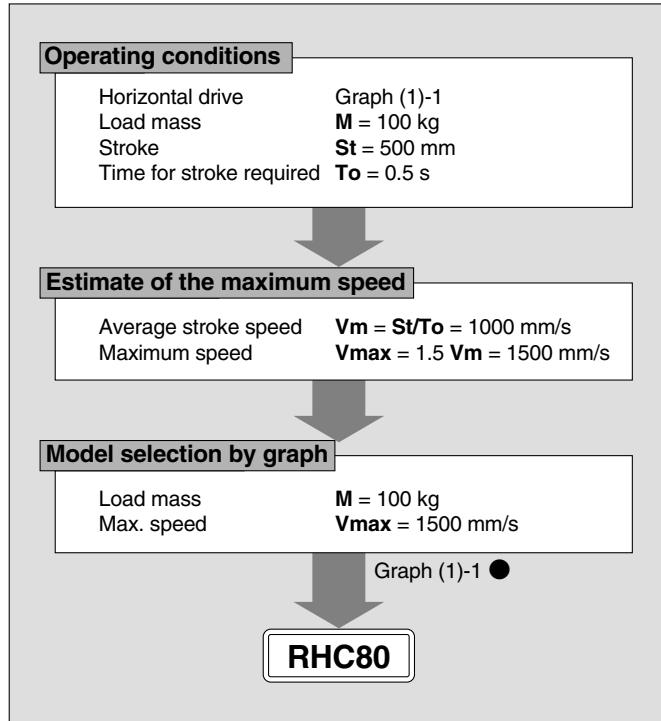 Operating conditions
Horizontal drive Graph (1)-1
Load mass M = 100 kg
Stroke St = 500 mm
Time for stroke required To = 0.5 s
Estimate of the maximum speed
Average stroke speed Vm = St/To = 1000 mm/s
Maximum speed Vmax = 1.5 Vm = 1500 mm/s
Model selection by graph
Load mass M = 100 kg
Max. speed Vmax = 1500 mm/s
Graph (1)-1 ●
RHC80